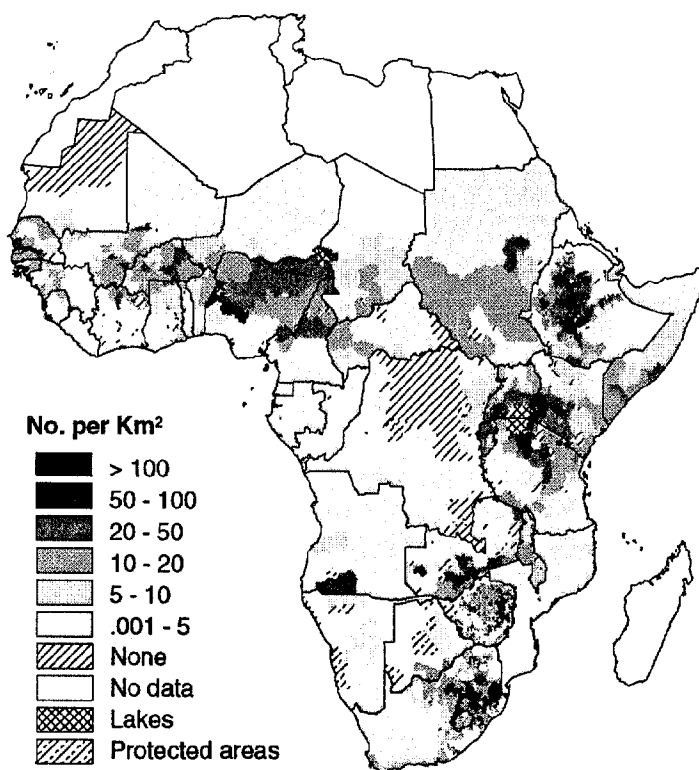 No. per Km²
> 100
50 - 100
20 - 50
10 - 20
5 - 10
.001 - 5
None
No data
Lakes
Protected areas